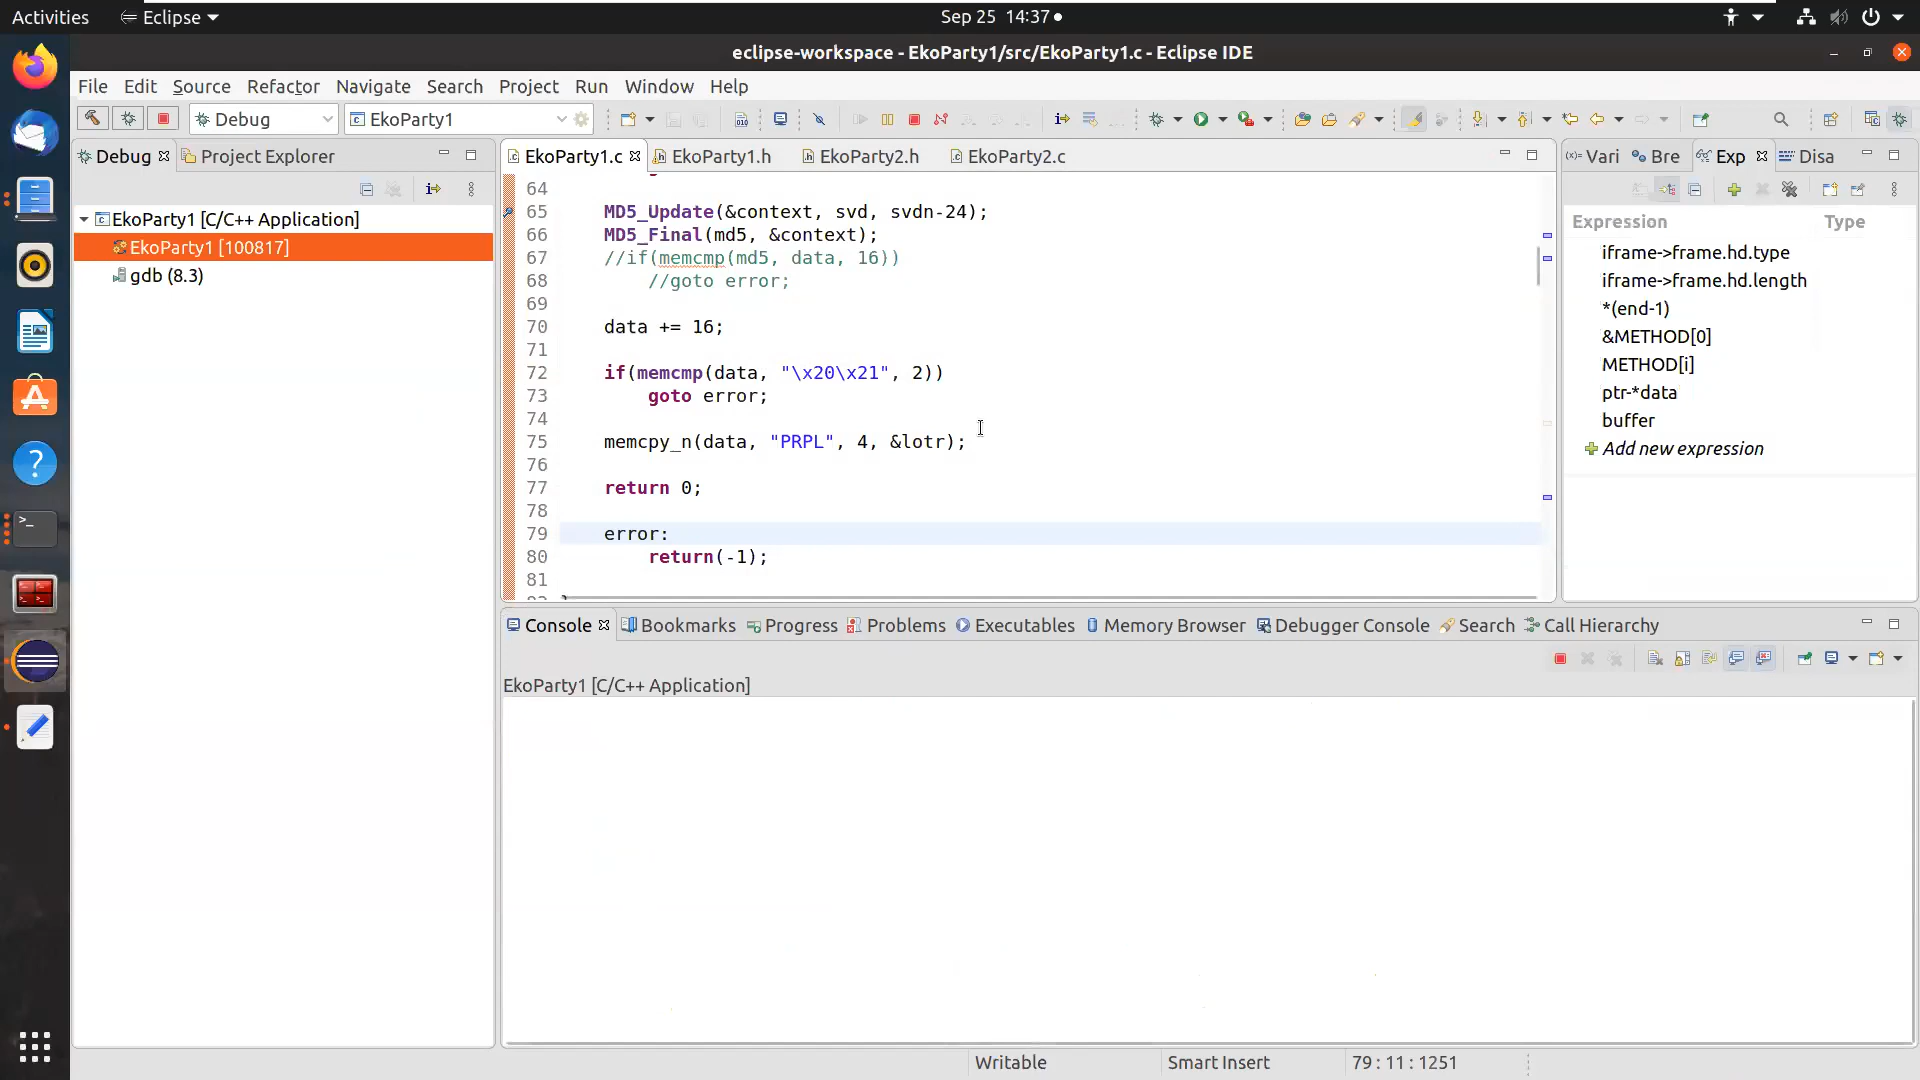 Activities Eclipse Sep 25 14:37
eclipse-workspace - EkoParty1/src/EkoParty1.c - Eclipse IDE
File Edit Source Refactor Navigate Search Project Run Window Help
Debug EkoParty1
Debug Project Explorer
EkoParty1 [C/C++ Application]
EkoParty1 [100817]
gdb (8.3)
EkoParty1.c EkoParty1.h EkoParty2.h EkoParty2.c
64
65 MD5_Update(&context, svd, svdn-24);
66 MD5_Final(md5, &context);
67 //if(memcmp(md5, data, 16))
68 //goto error;
69
70 data += 16;
71
72 if(memcmp(data, "\x20\x21", 2))
73 goto error;
74
75 memcpy_n(data, "PRPL", 4, &lotr);
76
77 return 0;
78
79 error:
80 return(-1);
81
Vari Bre Exp Disa
Expression Type
iframe->frame.hd.type
iframe->frame.hd.length
*(end-1)
&METHOD[0]
METHOD[i]
ptr-*data
buffer
Add new expression
Console Bookmarks Progress Problems Executables Memory Browser Debugger Console Search Call Hierarchy
EkoParty1 [C/C++ Application]
Writable Smart Insert 79 : 11 : 1251